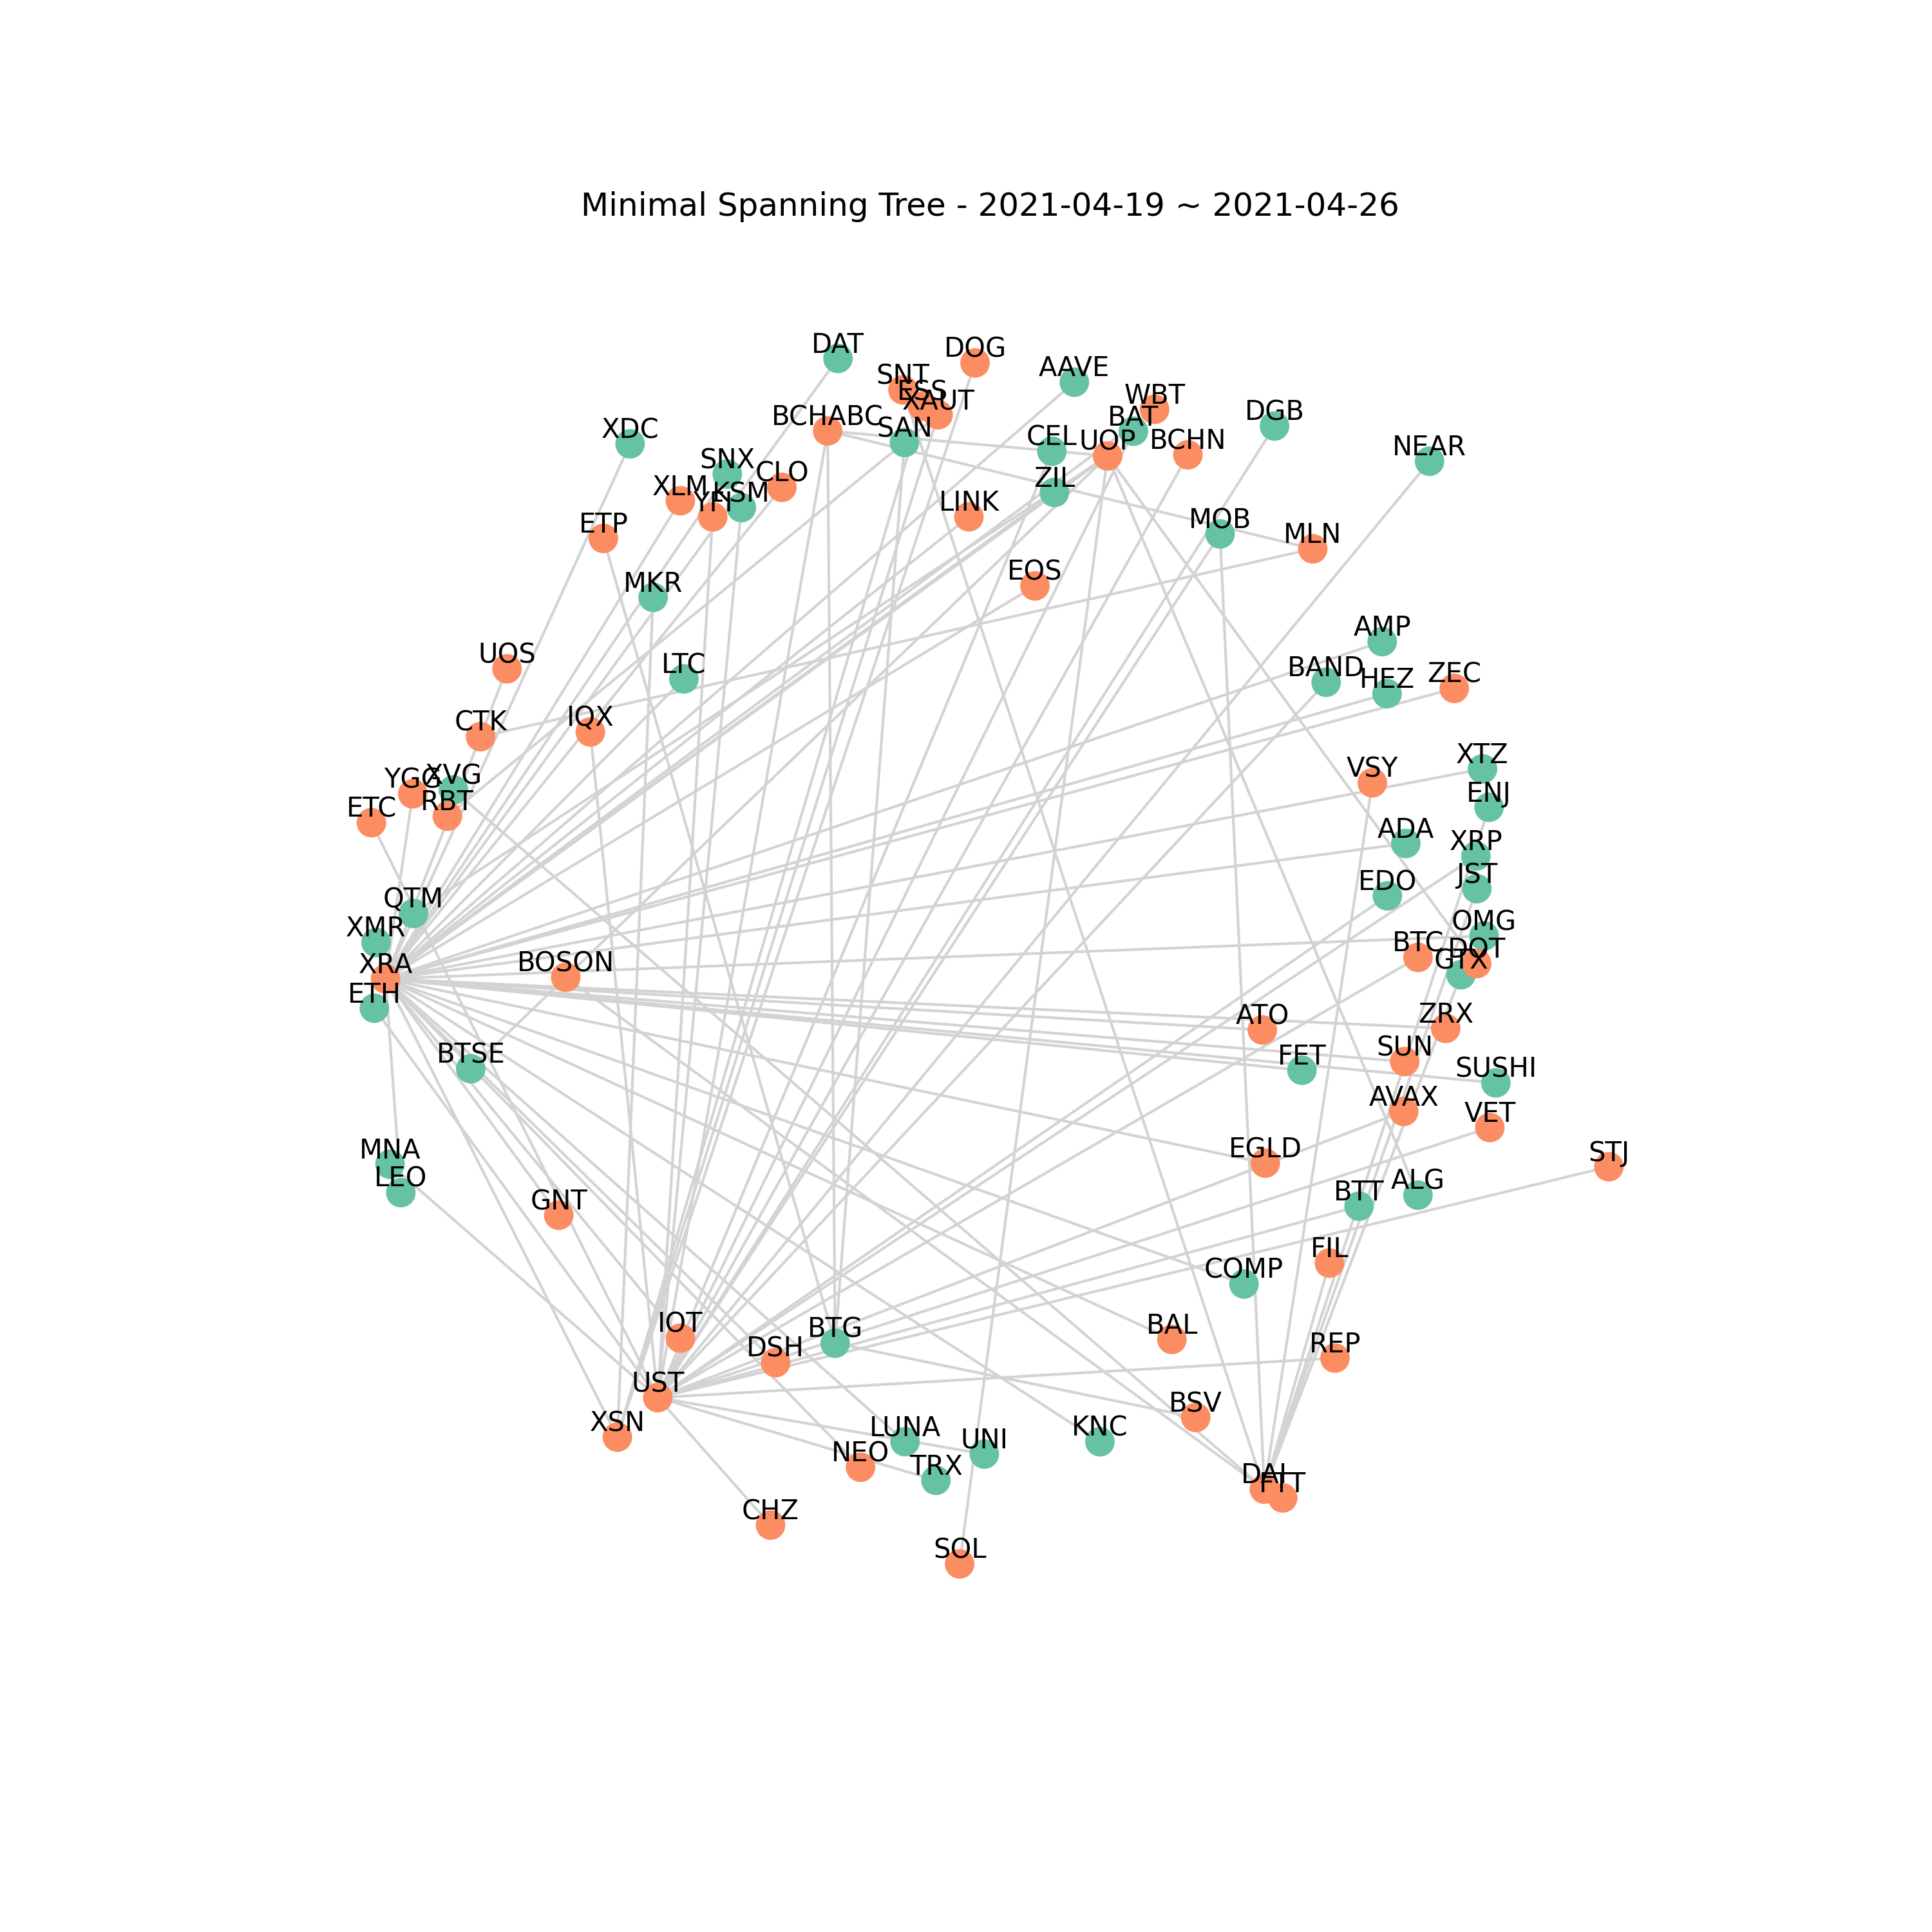 Minimal Spanning Tree - 2021-04-19 ~ 2021-04-26
DAT
DOG
AAVE
SNT
ESS
XAUT
WBT
BCHABC
SAN
BAT
DGB
XDC
CEL
UOP
BCHN
NEAR
SNX
CLO
ZIL
XLM
KSM
YFI
LINK
ETP
MOB
MLN
MKR
EOS
AMP
UOS
LTC
BAND
HEZ
ZEC
CTK
IQX
XTZ
YGG
XVG
VSY
ETC
RBT
ENJ
ADA
XRP
EDO
JST
QTM
XMR
OMG
BTC
DOT
XRA
BOSON
GTX
ETH
ATO
ZRX
BTSE
FET
SUN
SUSHI
AVAX
VET
MNA
LEO
EGLD
STJ
GNT
BTT
ALG
FIL
COMP
IOT
DSH
BTG
BAL
REP
UST
XSN
BSV
LUNA
UNI
KNC
NEO
TRX
DAI
FTT
CHZ
SOL